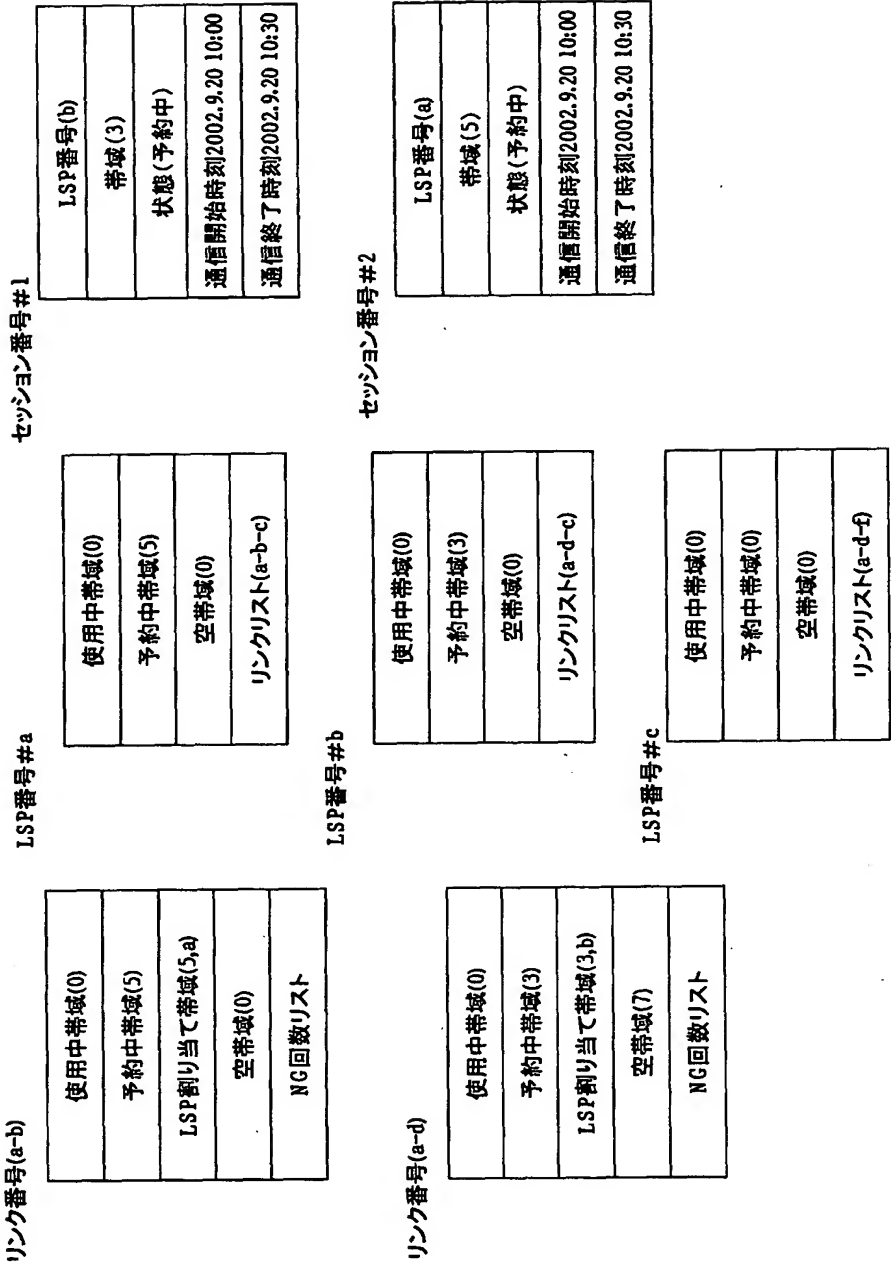 リンク番号(a-b)
使用中帯域(0)
予約中帯域(5)
LSP割り当て帯域(5,a)
空帯域(0)
NG回数リスト
リンク番号(a-d)
使用中帯域(0)
予約中帯域(3)
LSP割り当て帯域(3,b)
空帯域(7)
NG回数リスト
LSP番号#a
使用中帯域(0)
予約中帯域(5)
空帯域(0)
リンクリスト(a-b-c)
LSP番号#b
使用中帯域(0)
予約中帯域(3)
空帯域(0)
リンクリスト(a-d-c)
LSP番号#c
使用中帯域(0)
予約中帯域(0)
空帯域(0)
リンクリスト(a-d-f)
セッション番号#1
LSP番号(b)
帯域(3)
状態(予約中)
通信開始時刻2002.9.20 10:00
通信終了時刻2002.9.20 10:30
セッション番号#2
LSP番号(a)
帯域(5)
状態(予約中)
通信開始時刻2002.9.20 10:00
通信終了時刻2002.9.20 10:30